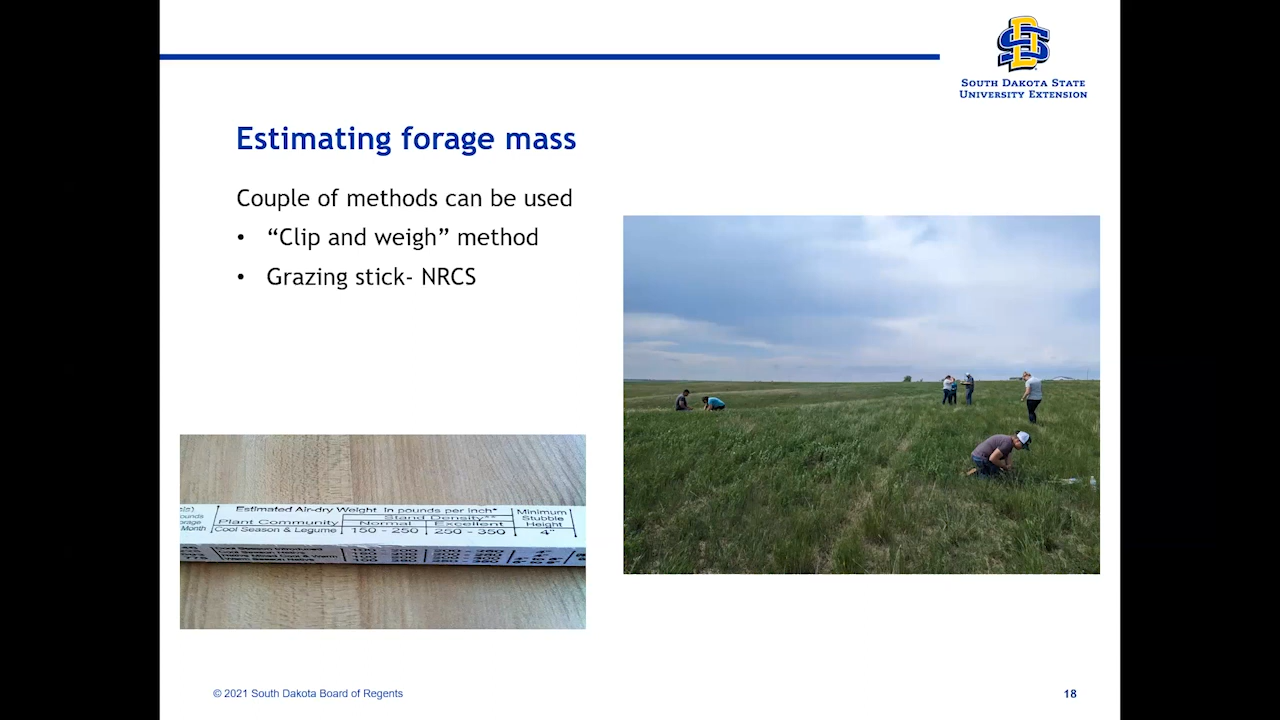 SOUTH DAKOTA STATE
UNIVERSITY EXTENSION
Estimating forage mass
Couple of methods can be used
• “Clip and weigh” method
• Grazing stick- NRCS
Estimated Air-dry Weight in pounds per inch*
Stand Density**
Minimum
Stubble
Height
Plant Community
Normal
Excellent
Month
Cool Season & Legume
150 - 250
250 - 350
4"
© 2021 South Dakota Board of Regents
18